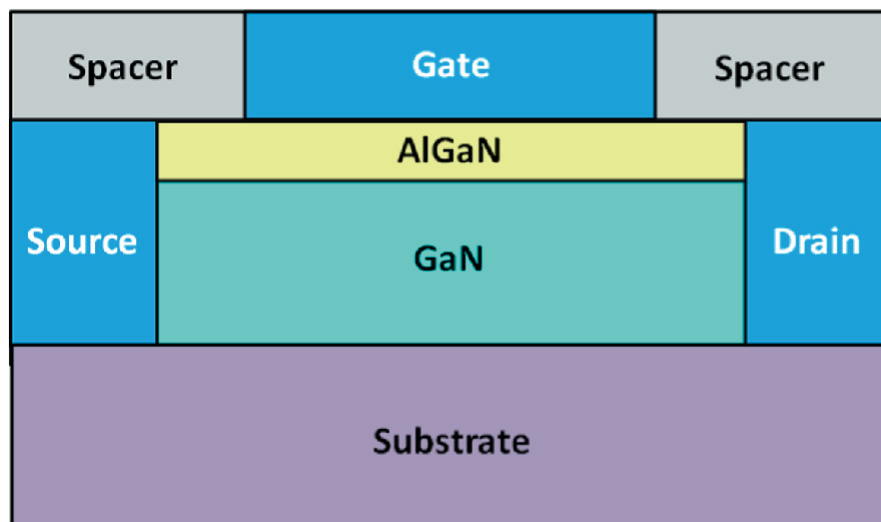 Spacer
Gate
Spacer
AlGaN
Source
GaN
Drain
Substrate